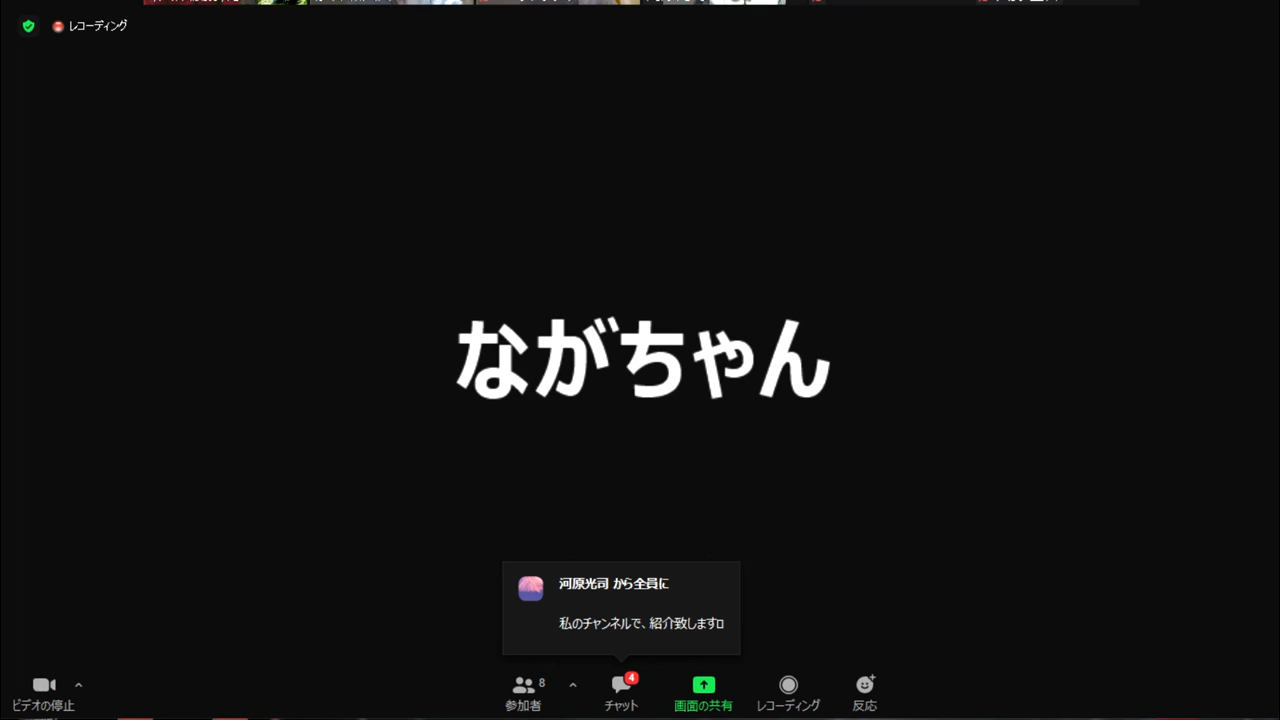 レコーディング
ながちゃん
河原光司 から全員に
私のチャンネルで、紹介致します
8
4
ビデオの停止
参加者
チャット
画面の共有
レコーディング
反応